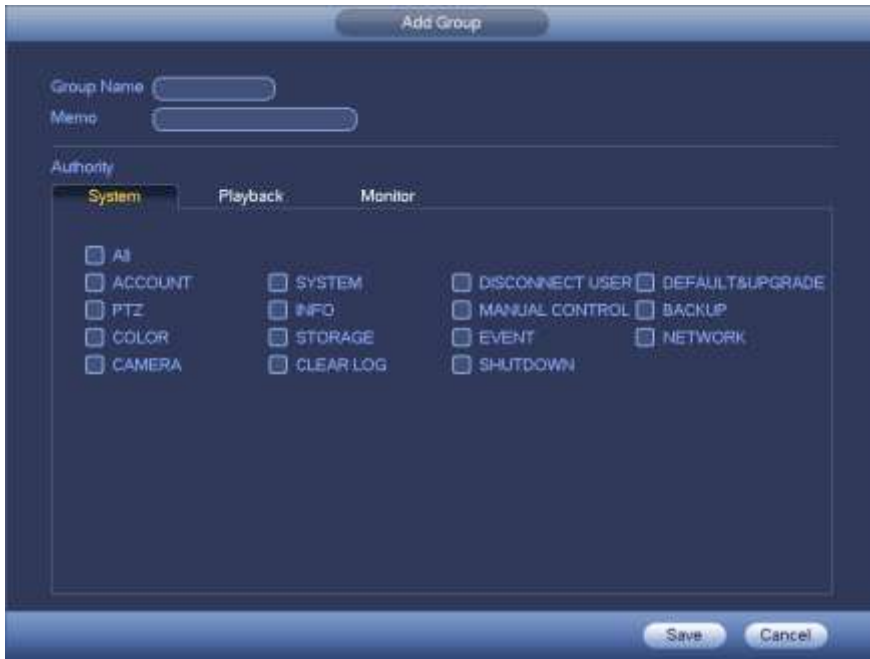 Add Group
Group Name
Memo
Authority
System Playback Monitor
All
ACCOUNT SYSTEM DISCONNECT USER DEFAULT&UPGRADE
PTZ INFO MANUAL CONTROL BACKUP
COLOR STORAGE EVENT NETWORK
CAMERA CLEAR LOG SHUTDOWN
Save Cancel